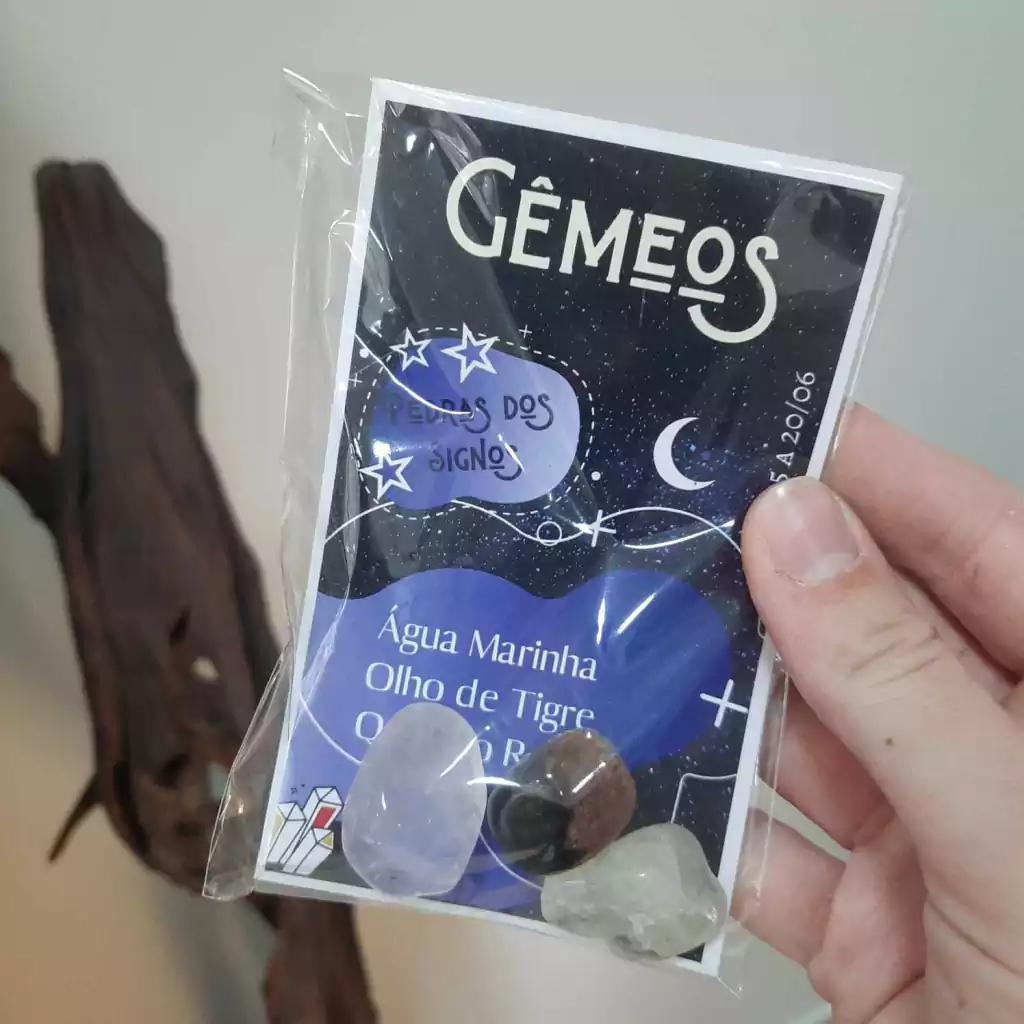 GÊMEOS
PEDRAS DOS
SIGNOS
A 20/06
Água Marinha
Olho de Tigre